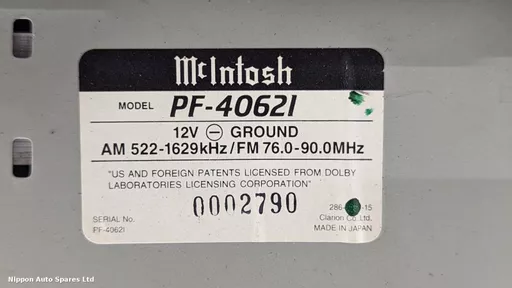 McIntosh
MODEL PF-4062I
12V ⊖ GROUND
AM 522-1629kHz/FM 76.0-90.0MHz
"US AND FOREIGN PATENTS LICENSED FROM DOLBY
LABORATORIES LICENSING CORPORATION"
0002790
SERIAL No.
PF-4062I
Clarion Co.,Ltd.
MADE IN JAPAN
Nippon Auto Spares Ltd